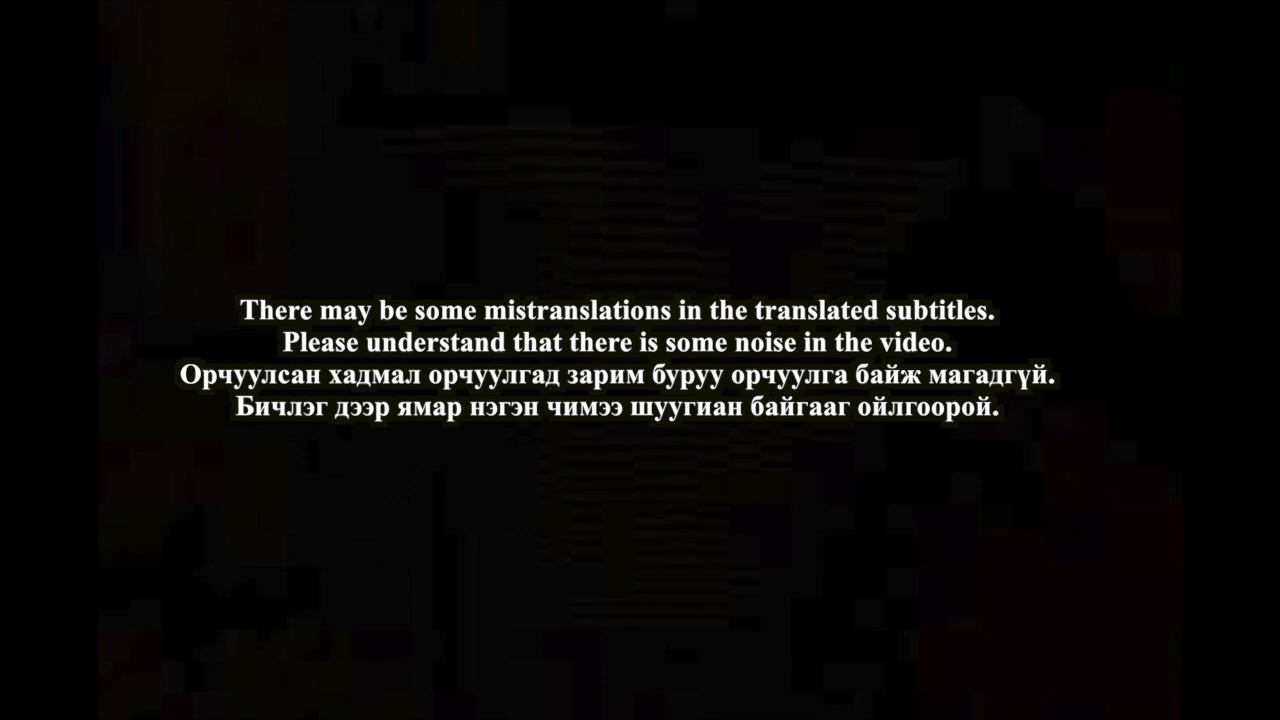 There may be some mistranslations in the translated subtitles.
Please understand that there is some noise in the video.
Орчуулсан хадмал орчуулгад зарим буруу орчуулга байж магадгүй.
Бичлэг дээр ямар нэгэн чимээ шуугиан байгааг ойлгоорой.